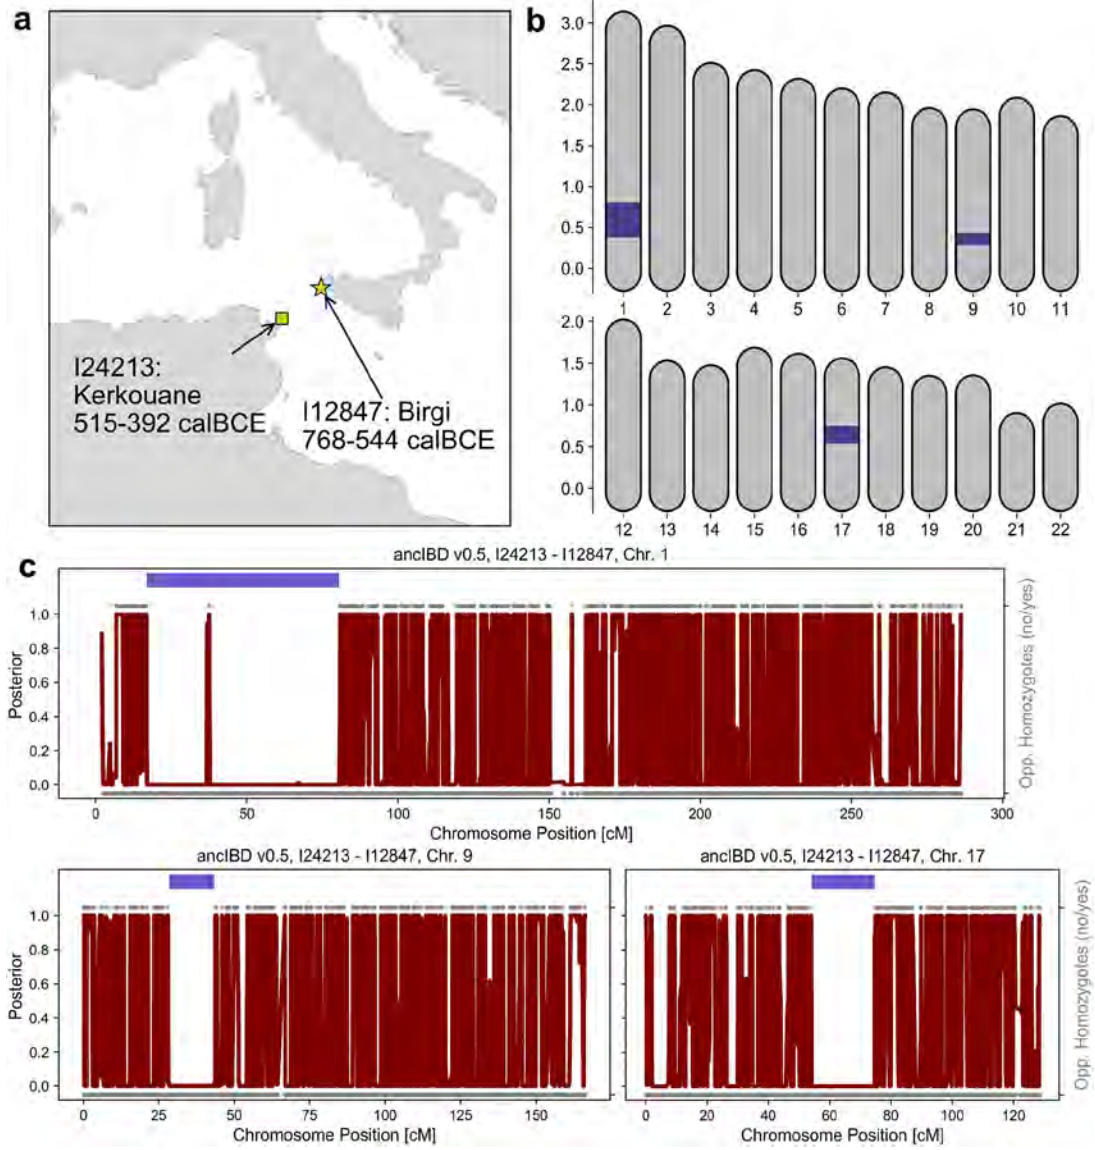 a
I24213:
Kerkouane
515-392 calBCE
I12847: Birgi
768-544 calBCE
b
3.0
2.5
2.0
1.5
1.0
0.5
0.0
1 2 3 4 5 6 7 8 9 10 11
2.0
1.5
1.0
0.5
0.0
12 13 14 15 16 17 18 19 20 21 22
c
ancIBD v0.5, I24213 - I12847, Chr. 1
Posterior
1.0
0.8
0.6
0.4
0.2
0.0
0 50 100 150 200 250 300
Chromosome Position [cM]
Opp. Homozygotes (no/yes)
ancIBD v0.5, I24213 - I12847, Chr. 9
Posterior
1.0
0.8
0.6
0.4
0.2
0.0
0 25 50 75 100 125 150
Chromosome Position [cM]
ancIBD v0.5, I24213 - I12847, Chr. 17
0 20 40 60 80 100 120
Chromosome Position [cM]
Opp. Homozygotes (no/yes)